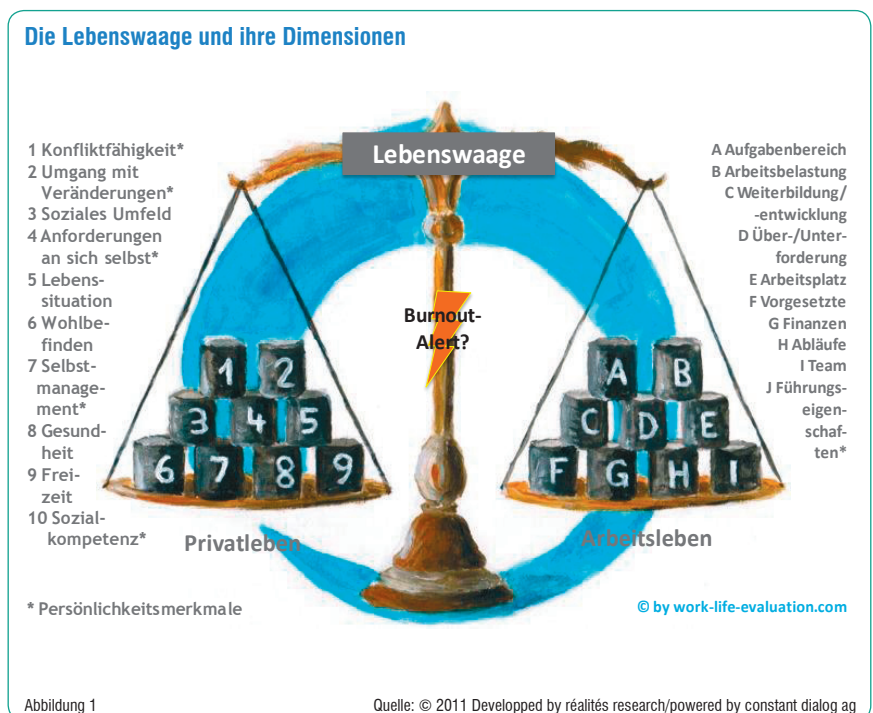 Die Lebenswaage und ihre Dimensionen
Lebenswaage
1 Konfliktfähigkeit*
2 Umgang mit
Veränderungen*
3 Soziales Umfeld
4 Anforderungen
an sich selbst*
5 Lebens-
situation
6 Wohlbe-
finden
7 Selbst-
manage-
ment*
8 Gesund-
heit
9 Frei-
zeit
10 Sozial-
kompetenz*
A Aufgabenbereich
B Arbeitsbelastung
C Weiterbildung/
-entwicklung
D Über-/Unter-
forderung
E Arbeitsplatz
F Vorgesetzte
G Finanzen
H Abläufe
I Team
J Führungs-
eigen-
schaf-
ten*
Burnout-
Alert?
1 2
3 4 5
6 7 8 9
A B
C D E
F G H I
Privatleben
Arbeitsleben
* Persönlichkeitsmerkmale
© by work-life-evaluation.com
Abbildung 1
Quelle: © 2011 Developped by réalités research/powered by constant dialog ag